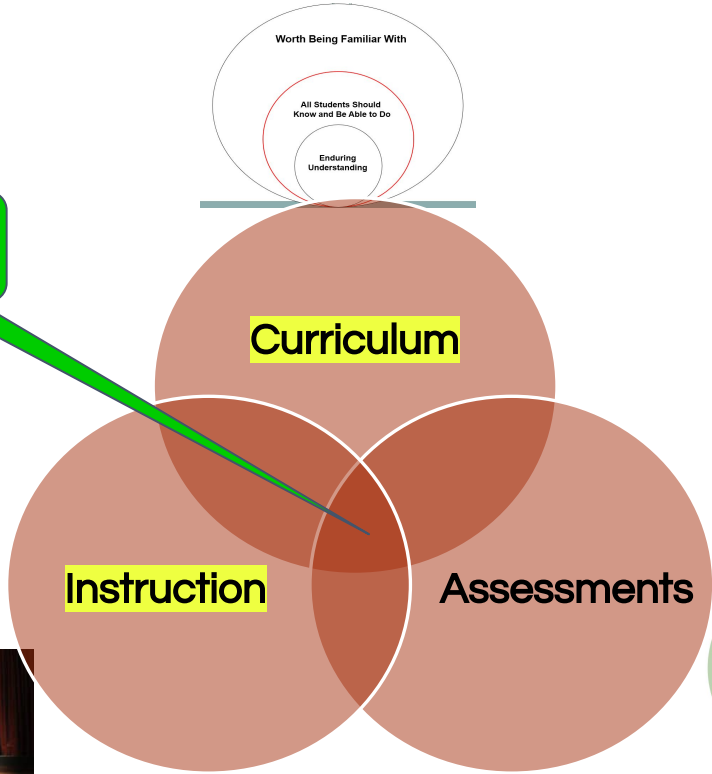 Worth Being Familiar With
All Students Should
Know and Be Able to Do
Enduring
Understanding
Curriculum
Instruction
Assessments